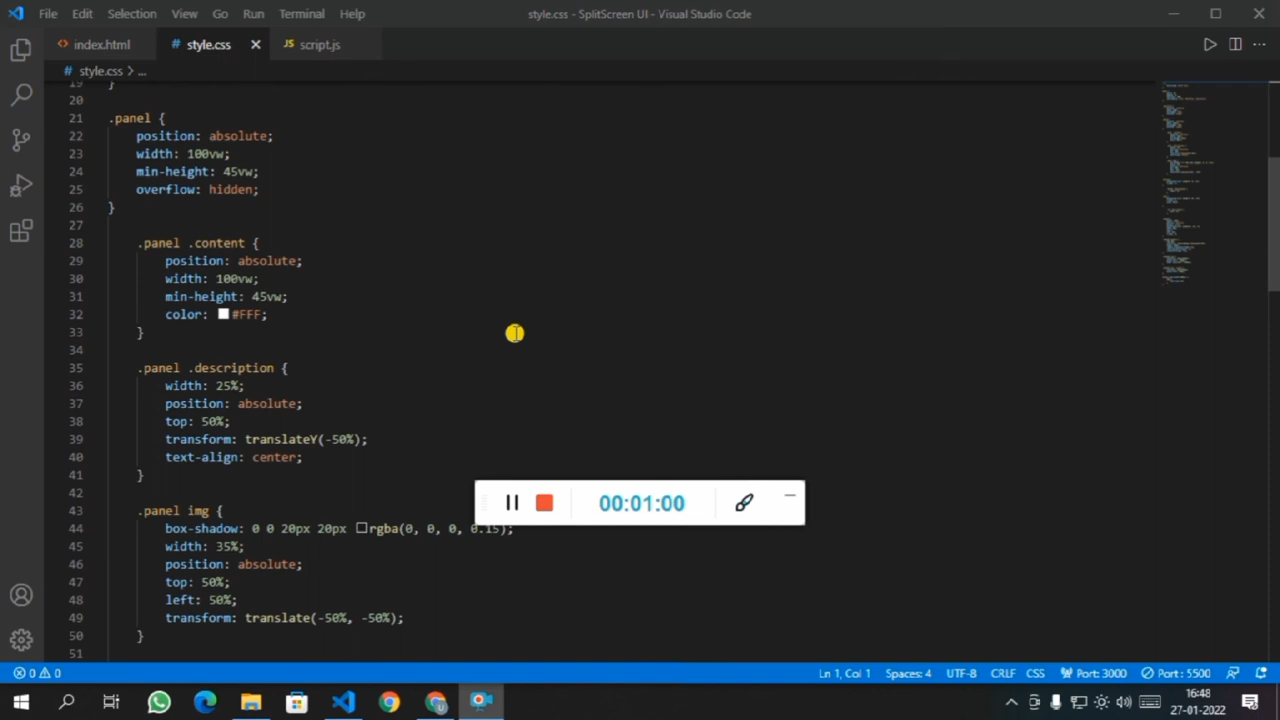 File Edit Selection View Go Run Terminal Help style.css - SplitScreen UI - Visual Studio Code
index.html # style.css JS script.js
# style.css > ...
19 }
20
21 .panel {
22 position: absolute;
23 width: 100vw;
24 min-height: 45vw;
25 overflow: hidden;
26 }
27
28 .panel .content {
29 position: absolute;
30 width: 100vw;
31 min-height: 45vw;
32 color: #FFF;
33 }
34
35 .panel .description {
36 width: 25%;
37 position: absolute;
38 top: 50%;
39 transform: translateY(-50%);
40 text-align: center;
41 }
42
43 .panel img {
44 box-shadow: 0 0 20px 20px rgba(0, 0, 0, 0.15);
45 width: 35%;
46 position: absolute;
47 top: 50%;
48 left: 50%;
49 transform: translate(-50%, -50%);
50 }
51
00:01:00
0 0 Ln 1, Col 1 Spaces: 4 UTF-8 CRLF CSS Port: 3000 Port : 5500
16:48
27-01-2022